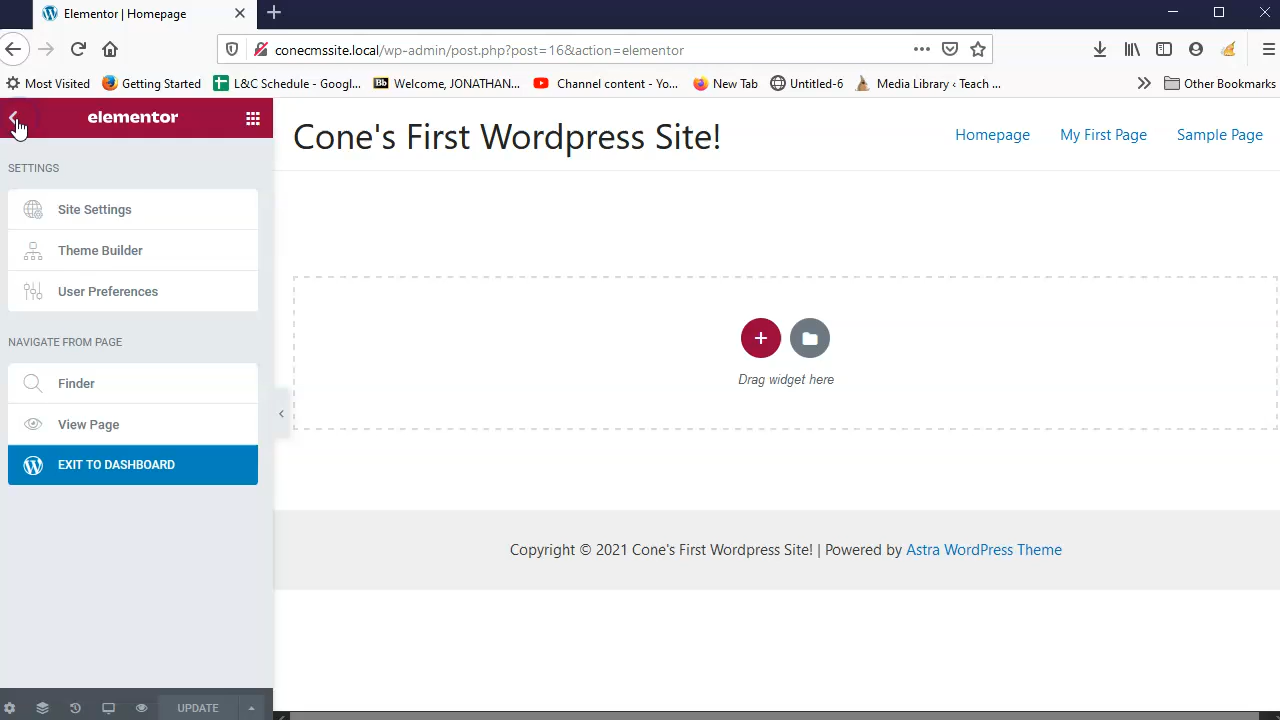 Elementor | Homepage
conecmssite.local/wp-admin/post.php?post=16&action=elementor
Most Visited
Getting Started
L&C Schedule - Googl...
Bb
Welcome, JONATHAN...
Channel content - Yo...
New Tab
Untitled-6
Media Library ‹ Teach ...
Other Bookmarks
elementor
SETTINGS
Site Settings
Theme Builder
User Preferences
NAVIGATE FROM PAGE
Finder
View Page
EXIT TO DASHBOARD
UPDATE
Cone's First Wordpress Site!
Homepage
My First Page
Sample Page
Drag widget here
Copyright © 2021 Cone's First Wordpress Site! | Powered by Astra WordPress Theme